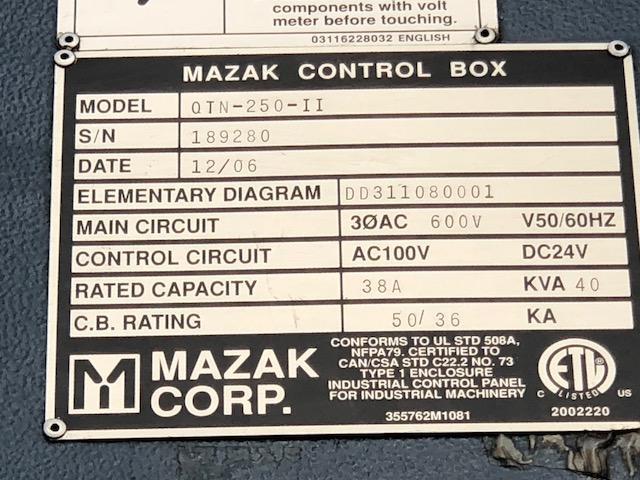 components with volt
meter before touching.
03116228032 ENGLISH
MAZAK CONTROL BOX
MODEL QTN-250-II
S/N 189280
DATE 12/06
ELEMENTARY DIAGRAM DD311080001
MAIN CIRCUIT 3ØAC 600V V50/60HZ
CONTROL CIRCUIT AC100V DC24V
RATED CAPACITY 38A KVA 40
C.B. RATING 50/36 KA
MAZAK
CORP.
CONFORMS TO UL STD 508A,
NFPA79. CERTIFIED TO
CAN/CSA STD C22.2 NO. 73
TYPE 1 ENCLOSURE
INDUSTRIAL CONTROL PANEL
FOR INDUSTRIAL MACHINERY
355762M1081
ETL
C LISTED US
2002220